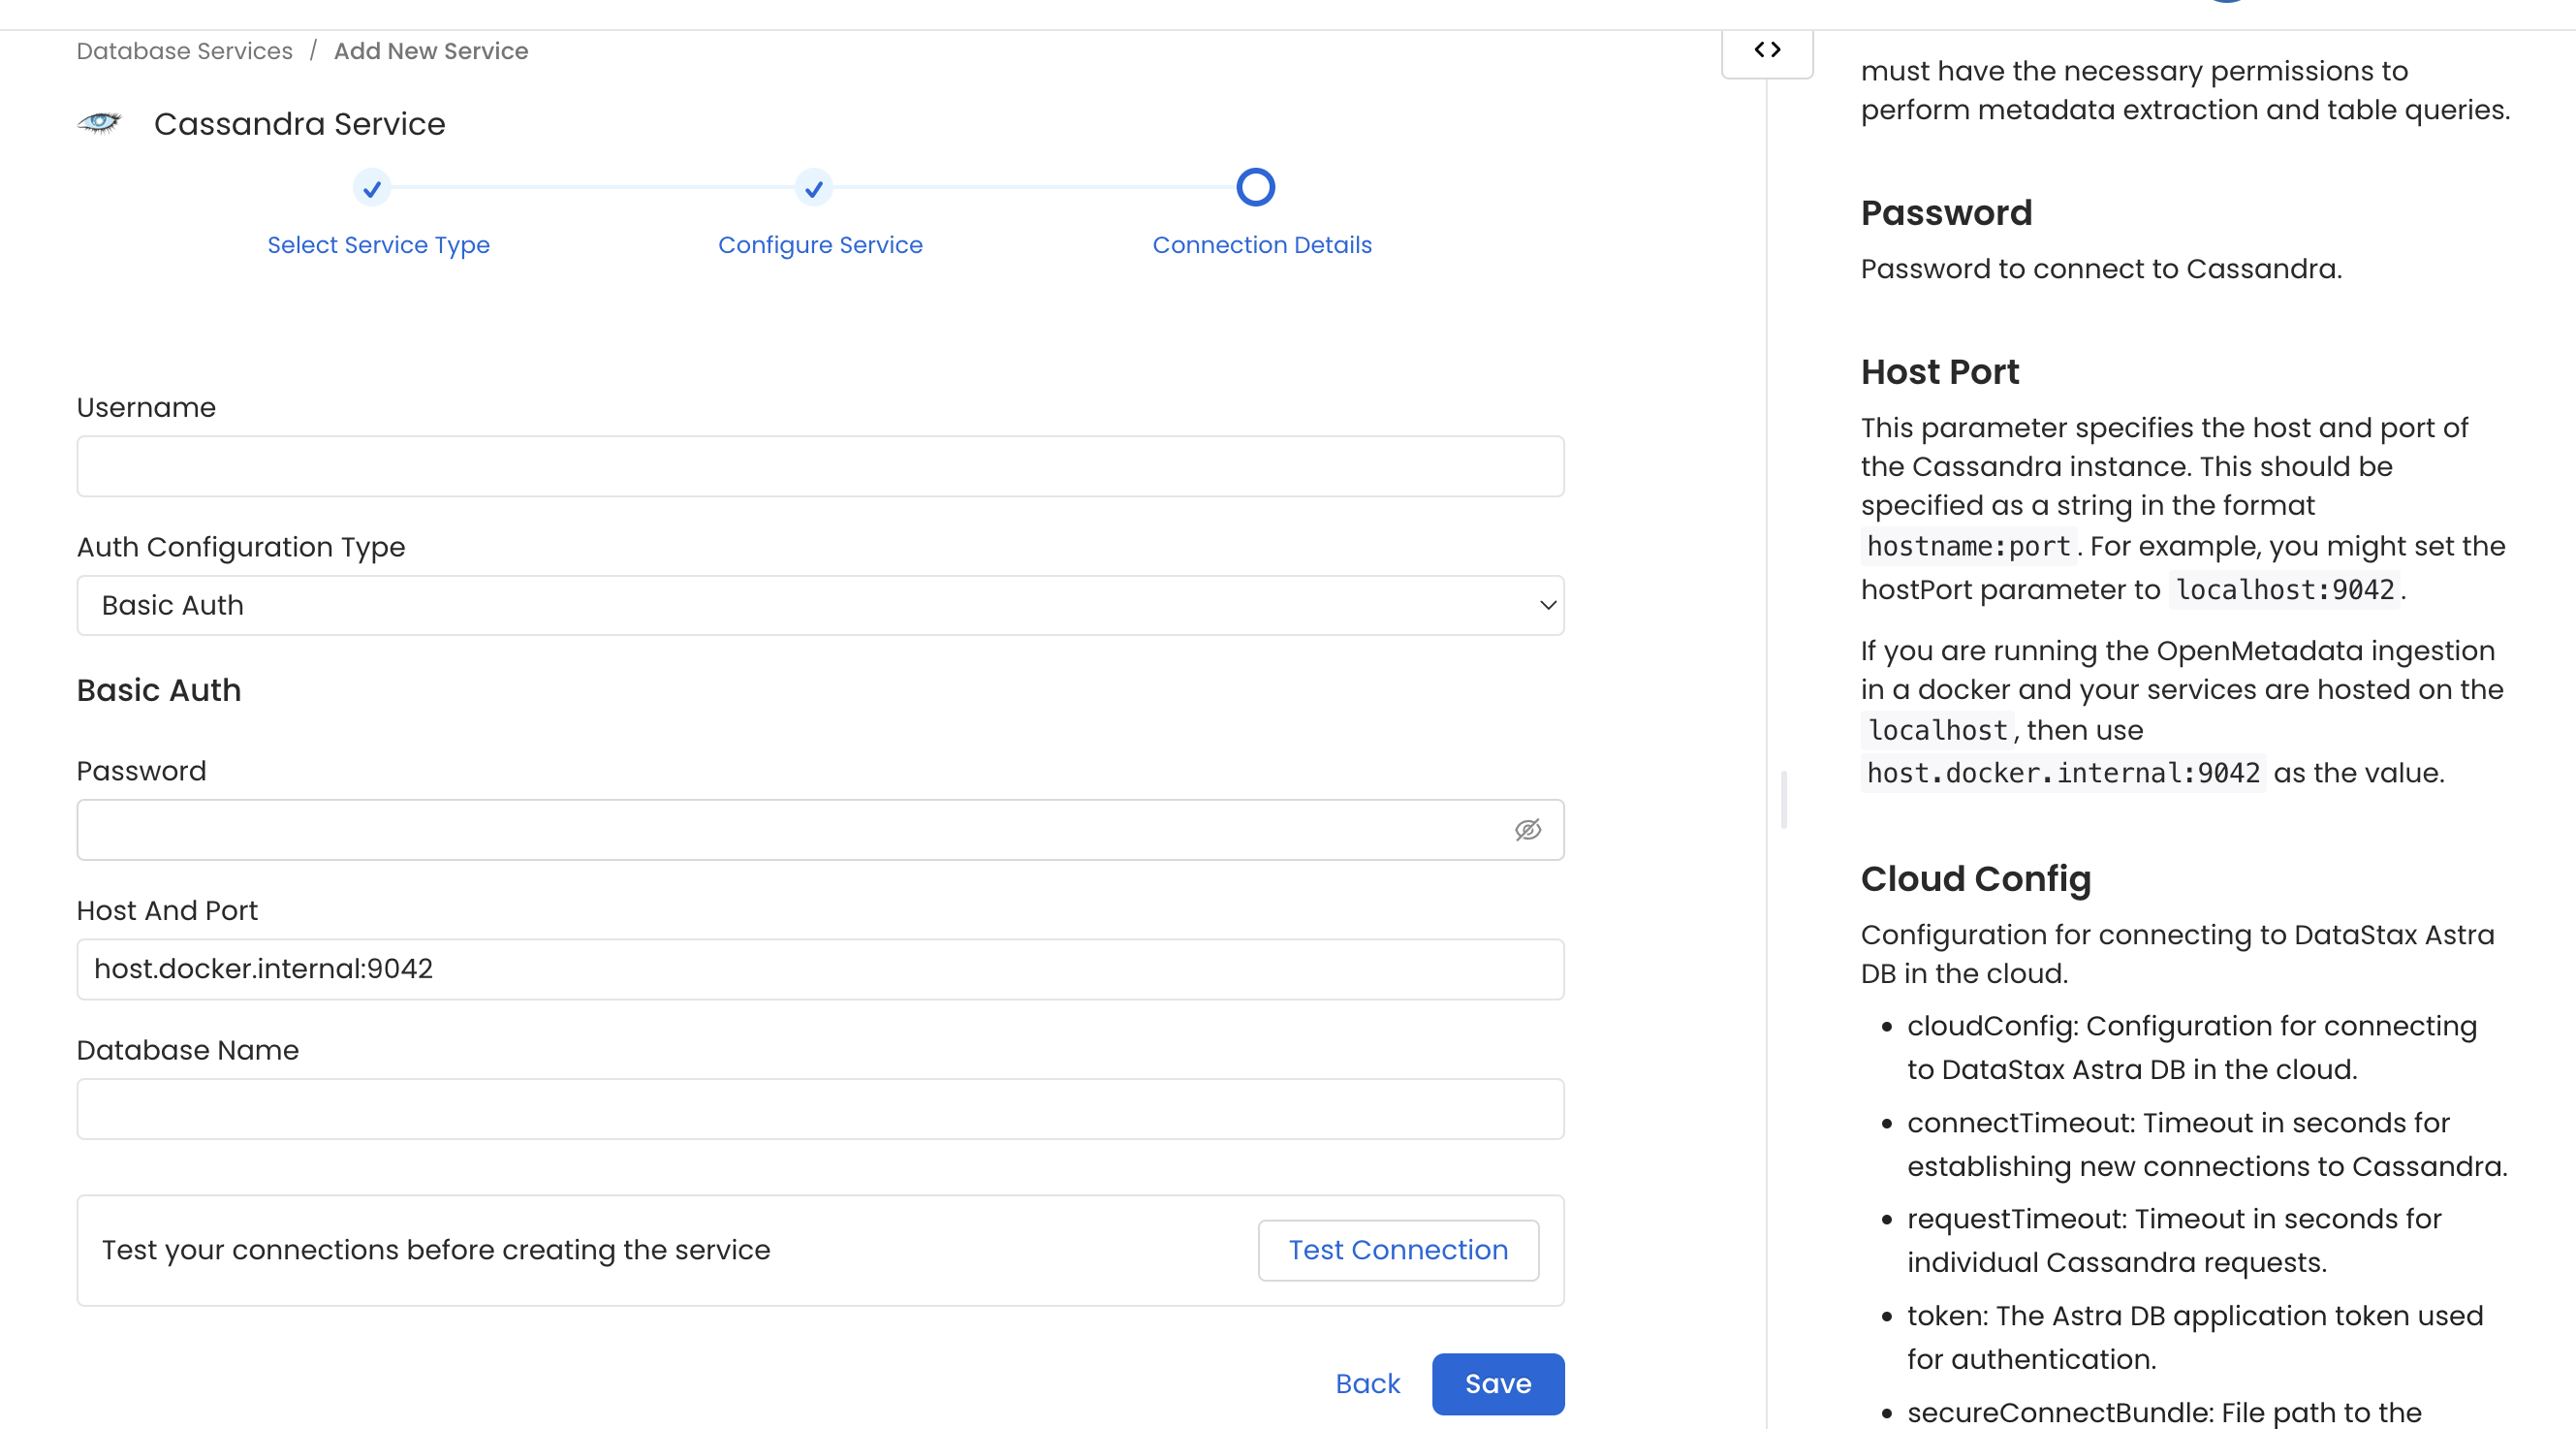 Database Services / Add New Service
Cassandra Service
Select Service Type
Configure Service
Connection Details
Username
Auth Configuration Type
Basic Auth
Basic Auth
Password
Host And Port
host.docker.internal:9042
Database Name
Test your connections before creating the service
Test Connection
Back
Save
<>
must have the necessary permissions to
perform metadata extraction and table queries.
Password
Password to connect to Cassandra.
Host Port
This parameter specifies the host and port of
the Cassandra instance. This should be
specified as a string in the format
hostname:port. For example, you might set the
hostPort parameter to localhost:9042.
If you are running the OpenMetadata ingestion
in a docker and your services are hosted on the
localhost, then use
host.docker.internal:9042 as the value.
Cloud Config
Configuration for connecting to DataStax Astra
DB in the cloud.
• cloudConfig: Configuration for connecting
to DataStax Astra DB in the cloud.
• connectTimeout: Timeout in seconds for
establishing new connections to Cassandra.
• requestTimeout: Timeout in seconds for
individual Cassandra requests.
• token: The Astra DB application token used
for authentication.
• secureConnectBundle: File path to the